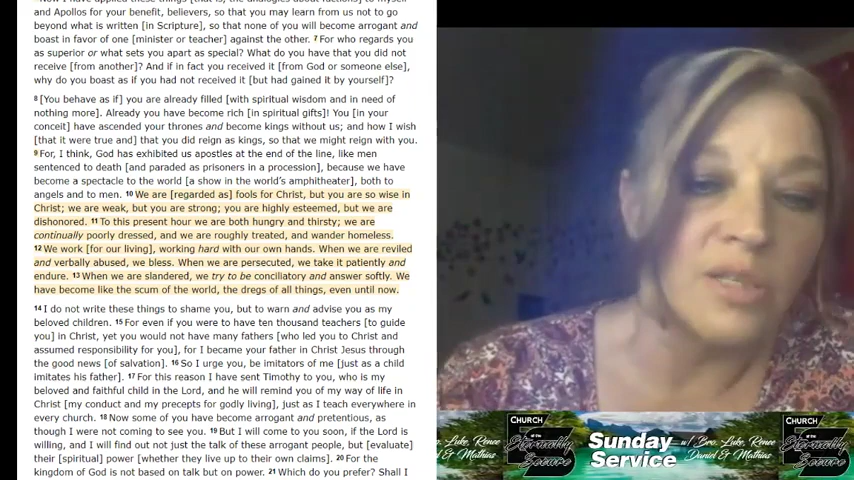 Now I have applied these things [that is, the analogies about factions] to myself
and Apollos for your benefit, believers, so that you may learn from us not to go
beyond what is written [in Scripture], so that none of you will become arrogant and
boast in favor of one [minister or teacher] against the other. 7 For who regards you
as superior or what sets you apart as special? What do you have that you did not
receive [from another]? And if in fact you received it [from God or someone else],
why do you boast as if you had not received it [but had gained it by yourself]?
8 [You behave as if] you are already filled [with spiritual wisdom and in need of
nothing more]. Already you have become rich [in spiritual gifts]! You [in your
conceit] have ascended your thrones and become kings without us; and how I wish
[that it were true and] that you did reign as kings, so that we might reign with you.
9 For, I think, God has exhibited us apostles at the end of the line, like men
sentenced to death [and paraded as prisoners in a procession], because we have
become a spectacle to the world [a show in the world's amphitheater], both to
angels and to men. 10 We are [regarded as] fools for Christ, but you are so wise in
Christ; we are weak, but you are strong; you are highly esteemed, but we are
dishonored. 11 To this present hour we are both hungry and thirsty; we are
continually poorly dressed, and we are roughly treated, and wander homeless.
12 We work [for our living], working hard with our own hands. When we are reviled
and verbally abused, we bless. When we are persecuted, we take it patiently and
endure. 13 When we are slandered, we try to be conciliatory and answer softly. We
have become like the scum of the world, the dregs of all things, even until now.
14 I do not write these things to shame you, but to warn and advise you as my
beloved children. 15 For even if you were to have ten thousand teachers [to guide
you] in Christ, yet you would not have many fathers [who led you to Christ and
assumed responsibility for you], for I became your father in Christ Jesus through
the good news [of salvation]. 16 So I urge you, be imitators of me [just as a child
imitates his father]. 17 For this reason I have sent Timothy to you, who is my
beloved and faithful child in the Lord, and he will remind you of my way of life in
Christ [my conduct and my precepts for godly living], just as I teach everywhere in
every church. 18 Now some of you have become arrogant and pretentious, as
though I were not coming to see you. 19 But I will come to you soon, if the Lord is
willing, and I will find out not just the talk of these arrogant people, but [evaluate]
their [spiritual] power [whether they live up to their own claims]. 20 For the
kingdom of God is not based on talk but on power. 21 Which do you prefer? Shall I
o. Luke, Renee
Daniel & Mathias
CHURCH
of the
Eternally
Secure
Sunday
Service
w/ Bro. Luke, Renee
Daniel & Mathias
CHURCH
of the
Eternally
Secure